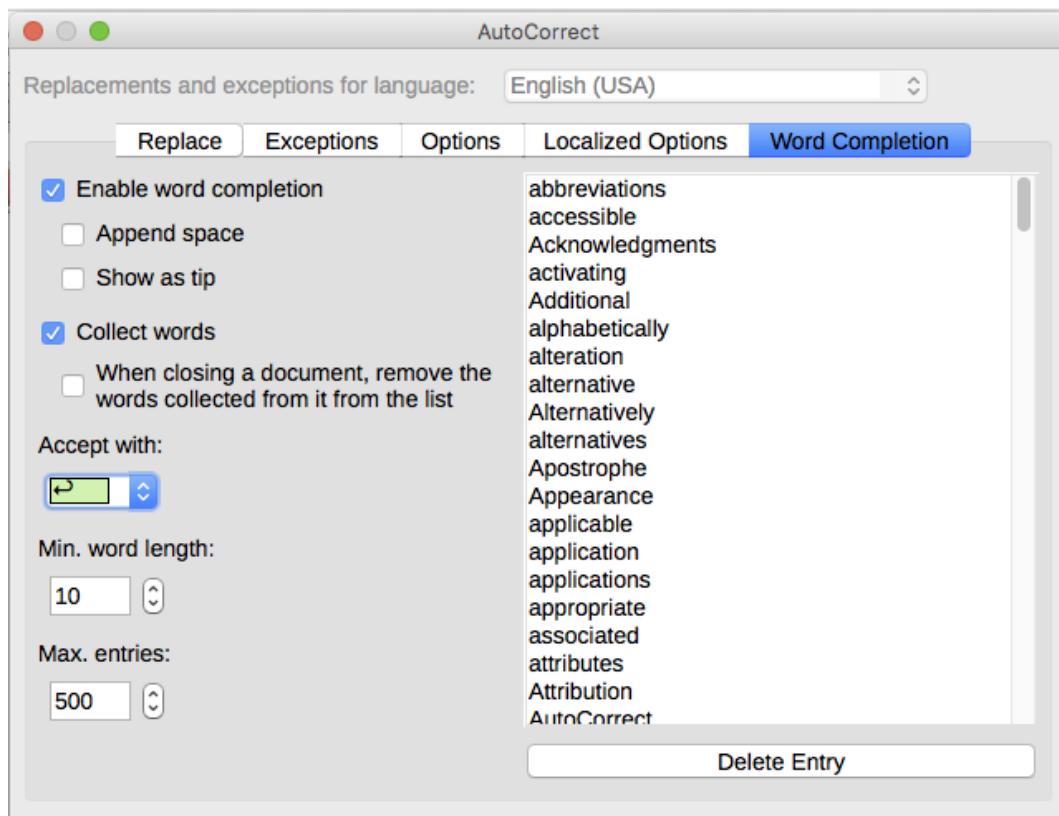 AutoCorrect
Replacements and exceptions for language: English (USA)
Replace Exceptions Options Localized Options Word Completion
Enable word completion
Append space
Show as tip
Collect words
When closing a document, remove the
words collected from it from the list
Accept with:
Min. word length:
10
Max. entries:
500
abbreviations
accessible
Acknowledgments
activating
Additional
alphabetically
alteration
alternative
Alternatively
alternatives
Apostrophe
Appearance
applicable
application
applications
appropriate
associated
attributes
Attribution
AutoCorrect
Delete Entry